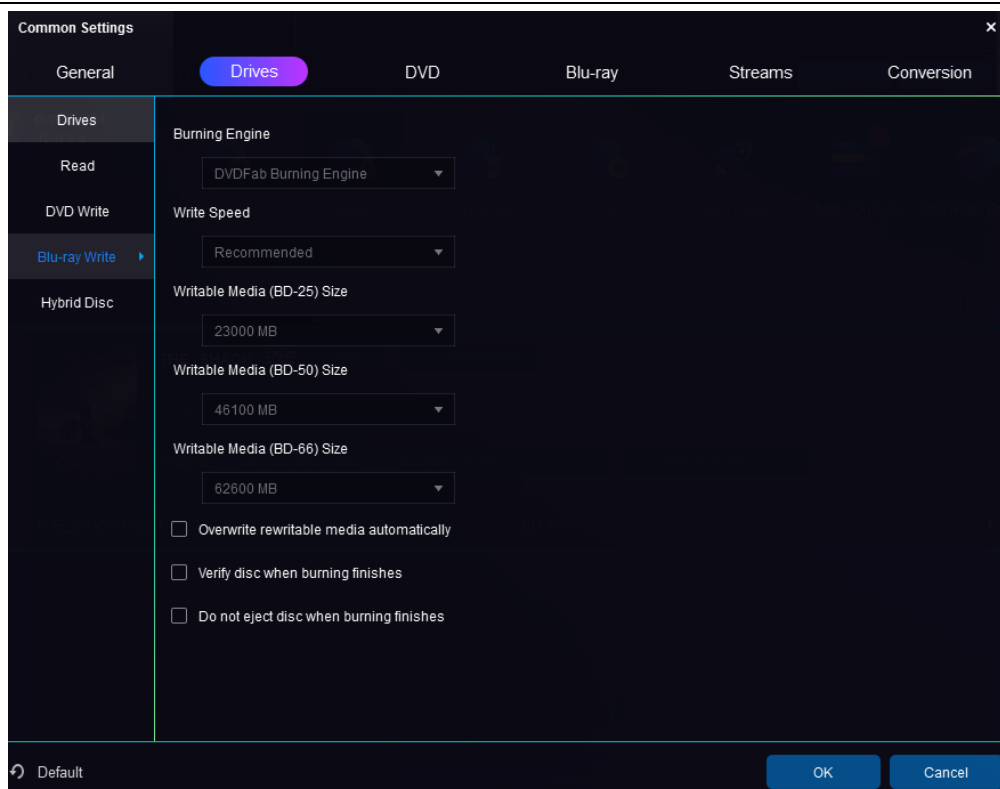 Common Settings
General Drives DVD Blu-ray Streams Conversion
Drives
Read
DVD Write
Blu-ray Write
Hybrid Disc
Burning Engine
DVDFab Burning Engine
Write Speed
Recommended
Writable Media (BD-25) Size
23000 MB
Writable Media (BD-50) Size
46100 MB
Writable Media (BD-66) Size
62600 MB
Overwrite rewritable media automatically
Verify disc when burning finishes
Do not eject disc when burning finishes
Default
OK Cancel